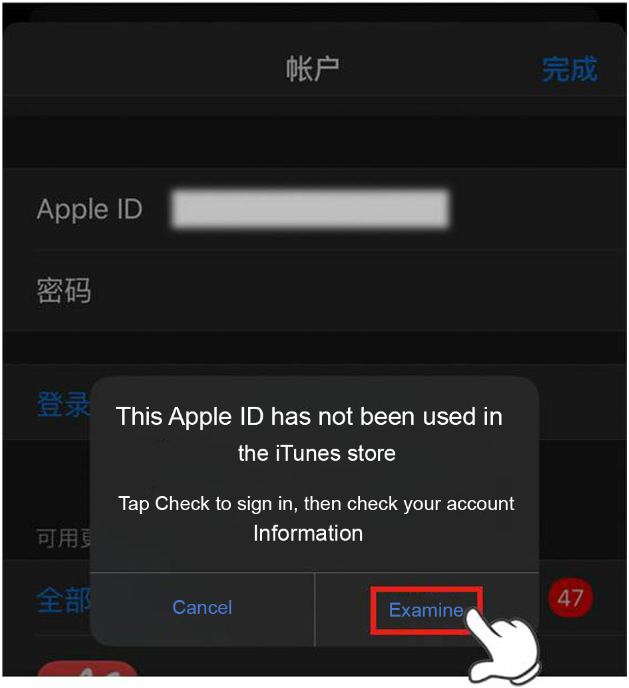 帐户
完成
Apple ID
密码
登录
This Apple ID has not been used in
the iTunes store
Tap Check to sign in, then check your account
Information
可用
全部
Cancel
Examine
47